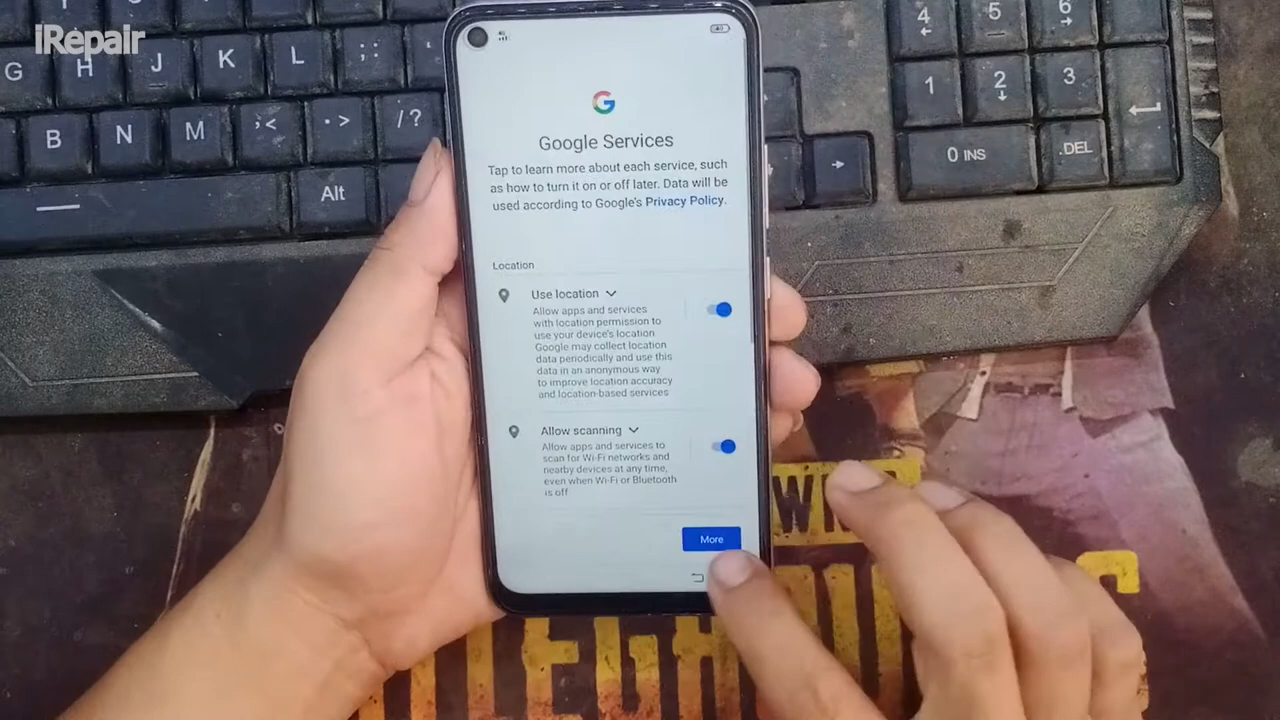 iRepair
G H J K L ; :
B N M , < . > / ?
Alt
4 5 6
1 2 3
0 INS .DEL
Google Services
Tap to learn more about each service, such
as how to turn it on or off later. Data will be
used according to Google's Privacy Policy.
Location
Use location
Allow apps and services
with location permission to
use your device's location
Google may collect location
data periodically and use this
data in an anonymous way
to improve location accuracy
and location-based services
Allow scanning
Allow apps and services to
scan for Wi-Fi networks and
nearby devices at any time,
even when Wi-Fi or Bluetooth
is off
More